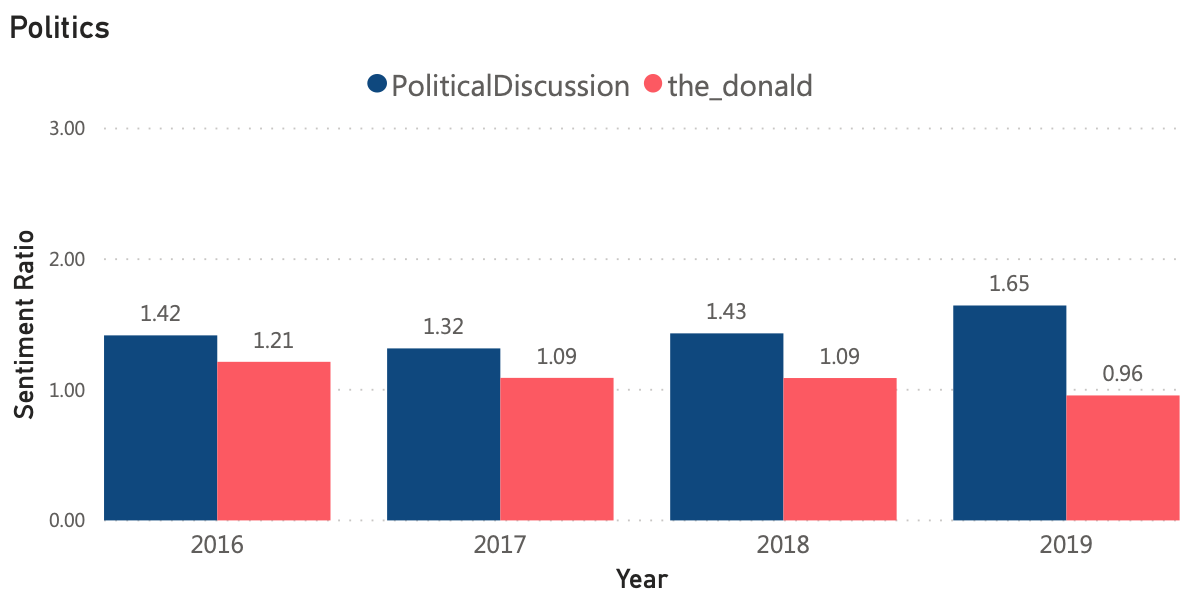 Politics
PoliticalDiscussion the_donald
3.00
2.00
1.00
0.00
Sentiment Ratio
1.42
1.21
1.32
1.09
1.43
1.09
1.65
0.96
2016 2017 2018 2019
Year